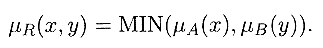 μ_R(x, y) = MIN(μ_A(x), μ_B(y)).